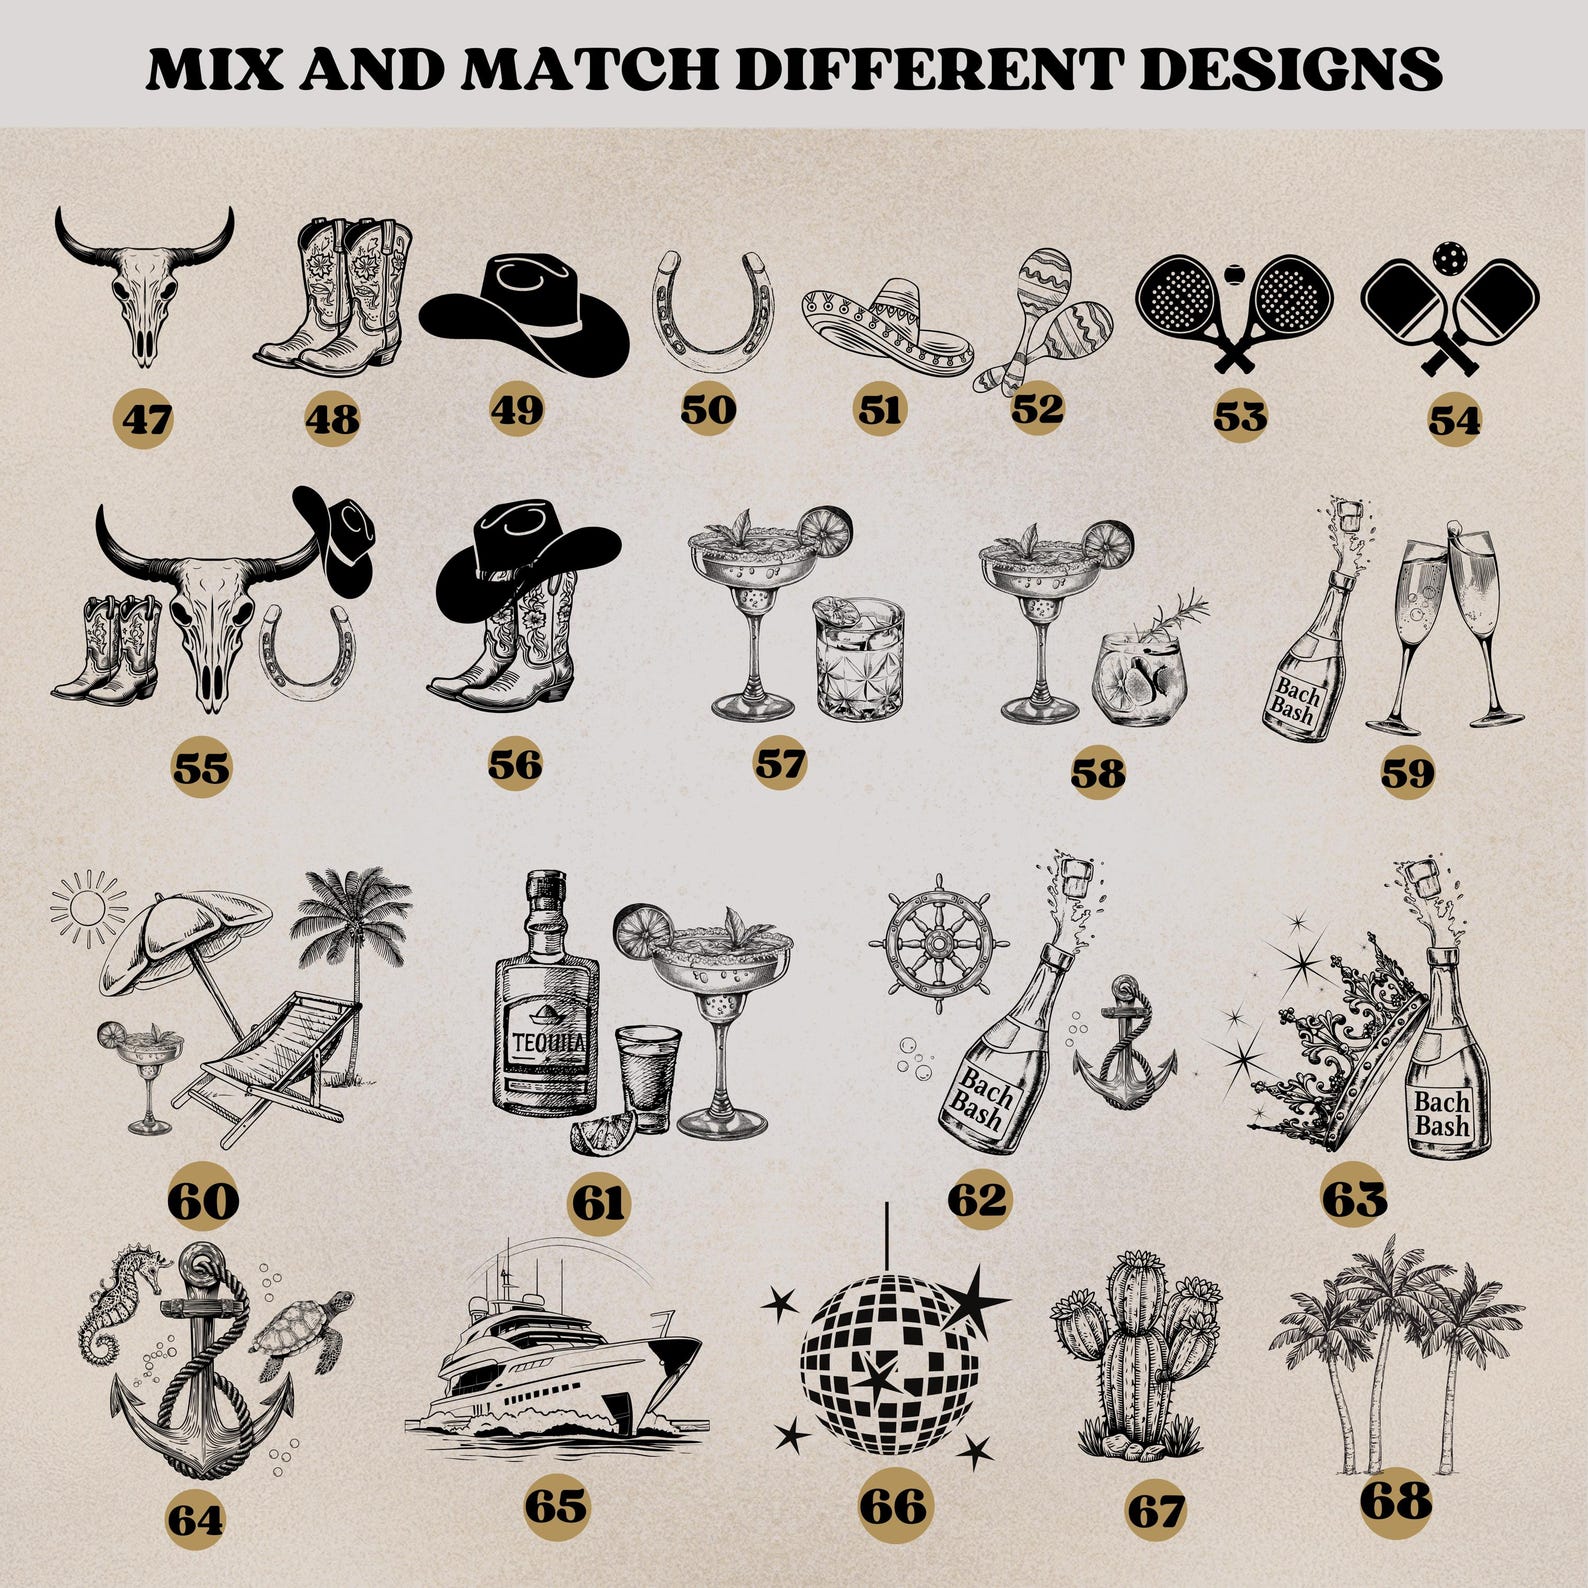 MIX AND MATCH DIFFERENT DESIGNS
47 48 49 50 51 52 53 54
Bach
Bash
55 56 57 58 59
TEQUILA
Bach
Bash
Bach
Bash
60 61 62 63
64 65 66 67 68